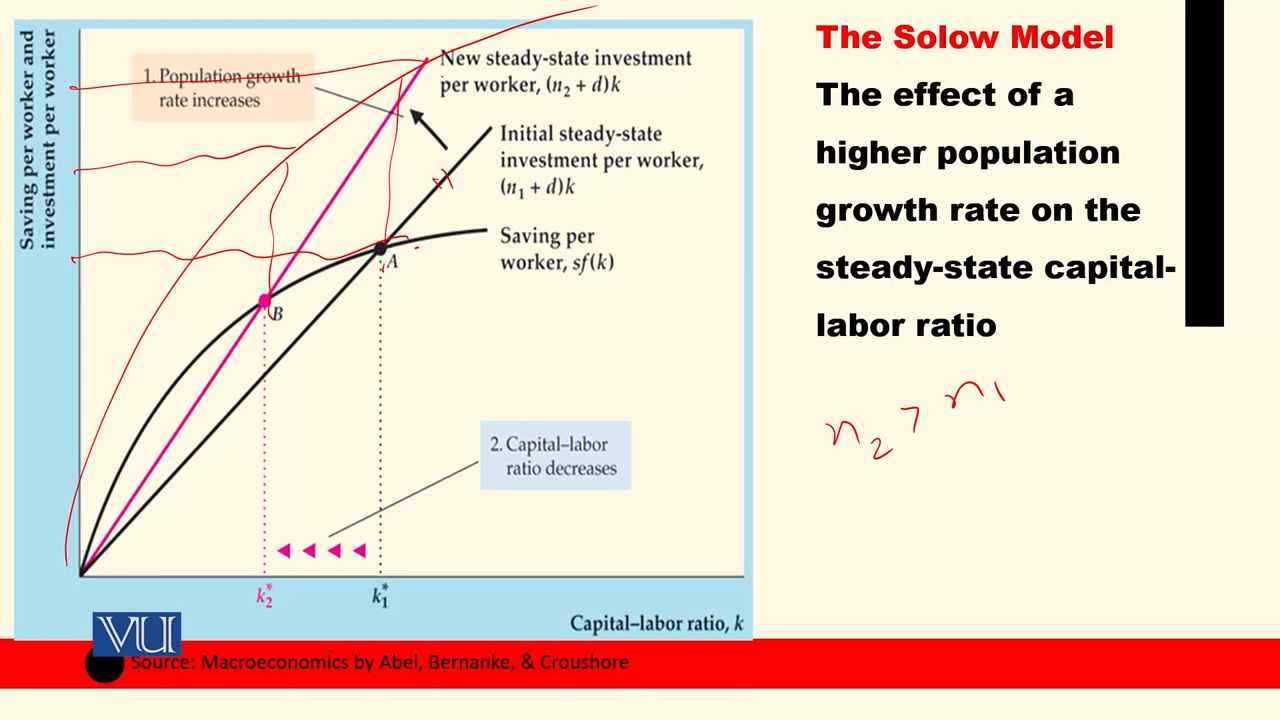 Saving per worker and
investment per worker
1. Population growth
rate increases
New steady-state investment
per worker, (n₂ + d)k
Initial steady-state
investment per worker,
(n₁ + d)k
Saving per
worker, sf(k)
A
B
2. Capital–labor
ratio decreases
k₂*
k₁*
Capital–labor ratio, k
The Solow Model
The effect of a
higher population
growth rate on the
steady-state capital-
labor ratio
n₂ > n₁
VU
Source: Macroeconomics by Abel, Bernanke, & Croushore